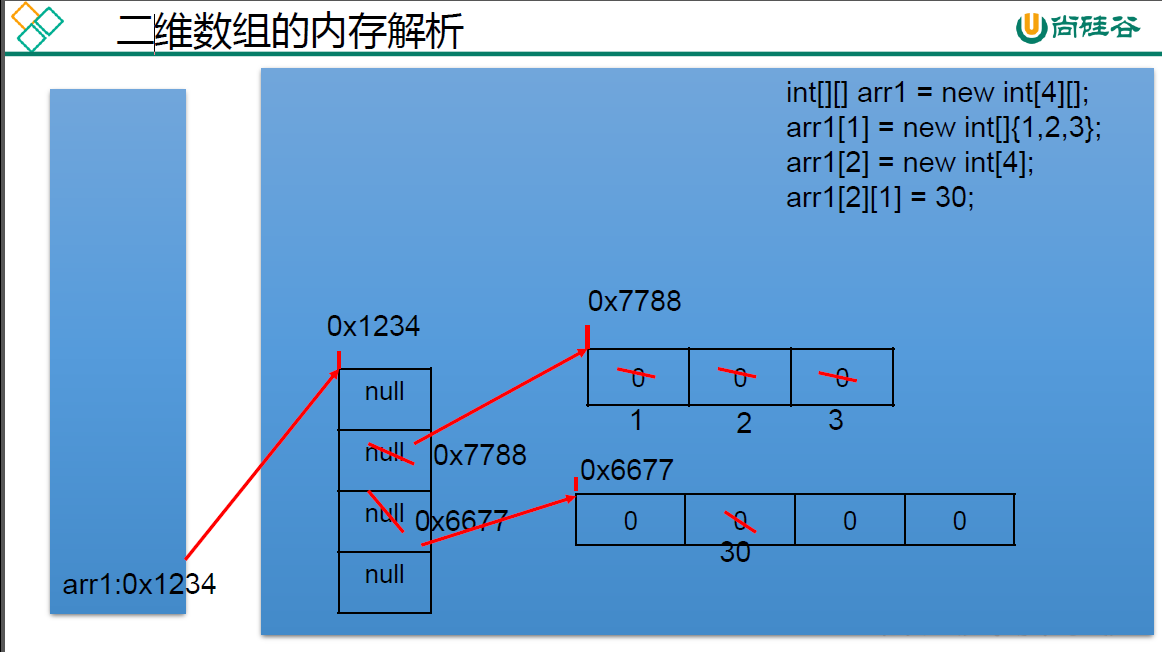 二维数组的内存解析
尚硅谷
int[][] arr1 = new int[4][];
arr1[1] = new int[]{1,2,3};
arr1[2] = new int[4];
arr1[2][1] = 30;
0x7788
0x1234
0 0 0
null
1 2 3
null 0x7788
0x6677
null 0x6677
0 0 0 0
30
null
arr1:0x1234